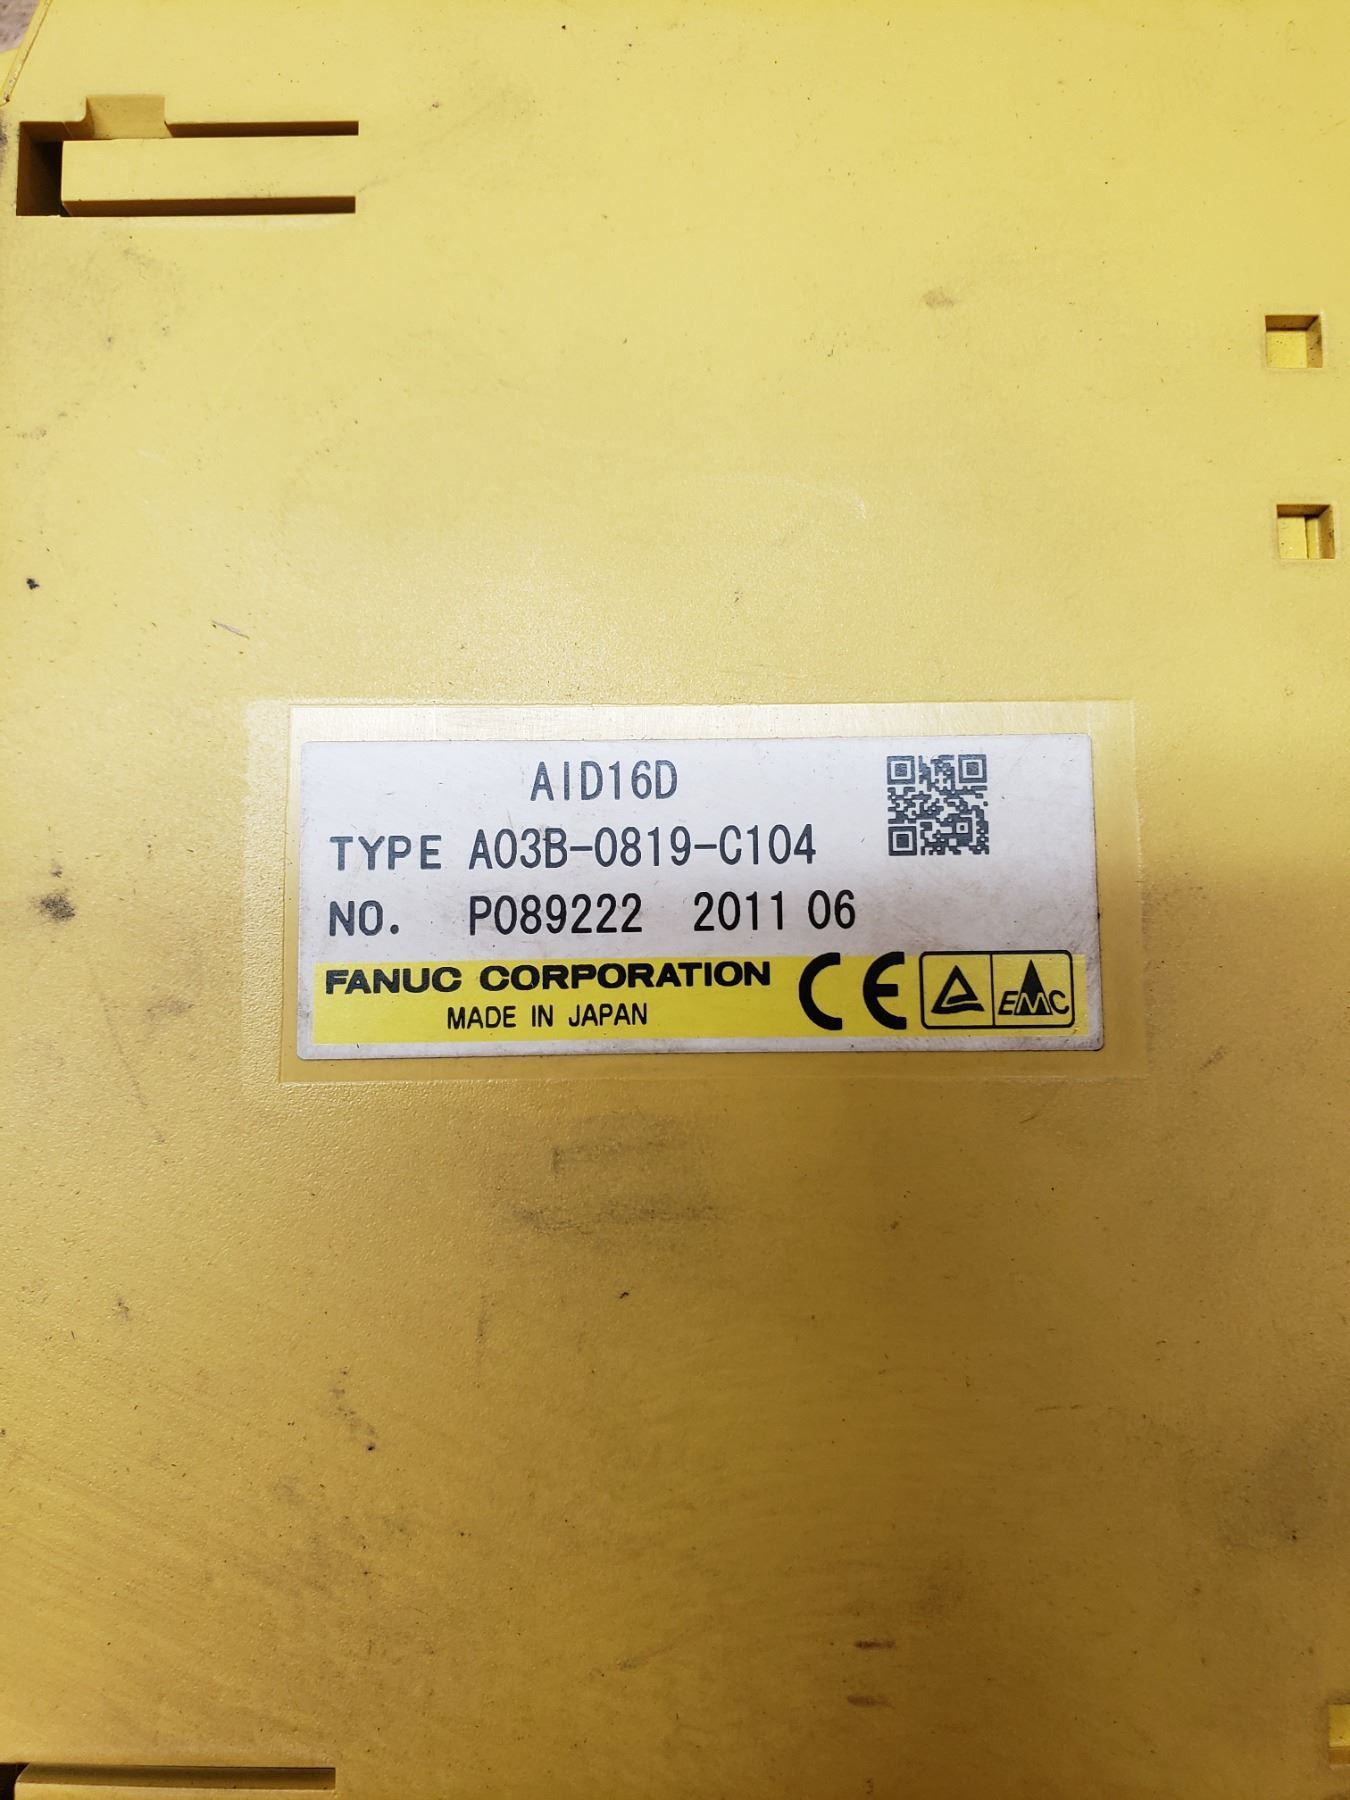 AID16D
TYPE A03B-0819-C104
NO. P089222 2011 06
FANUC CORPORATION
MADE IN JAPAN
CE
EMC